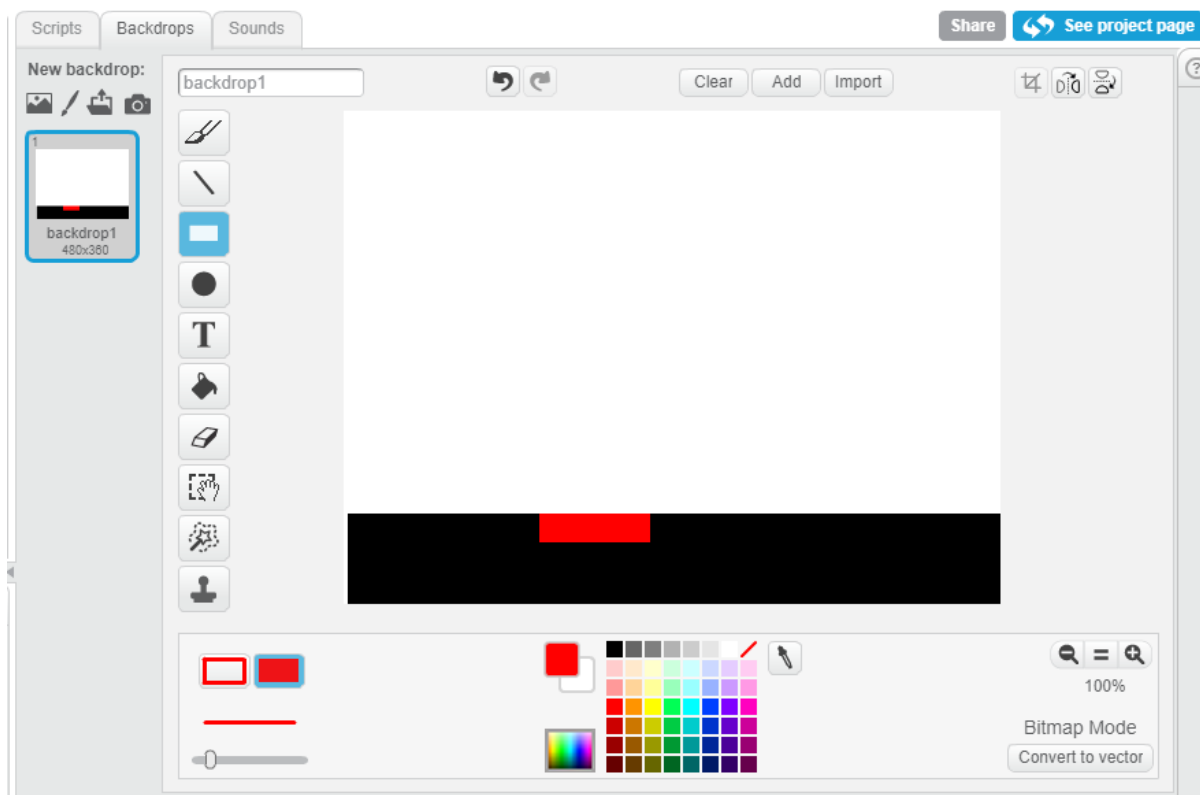 Scripts
Backdrops
Sounds
Share
See project page
New backdrop:
backdrop1
Clear
Add
Import
?
1
backdrop1
480x360
T
100%
Bitmap Mode
Convert to vector